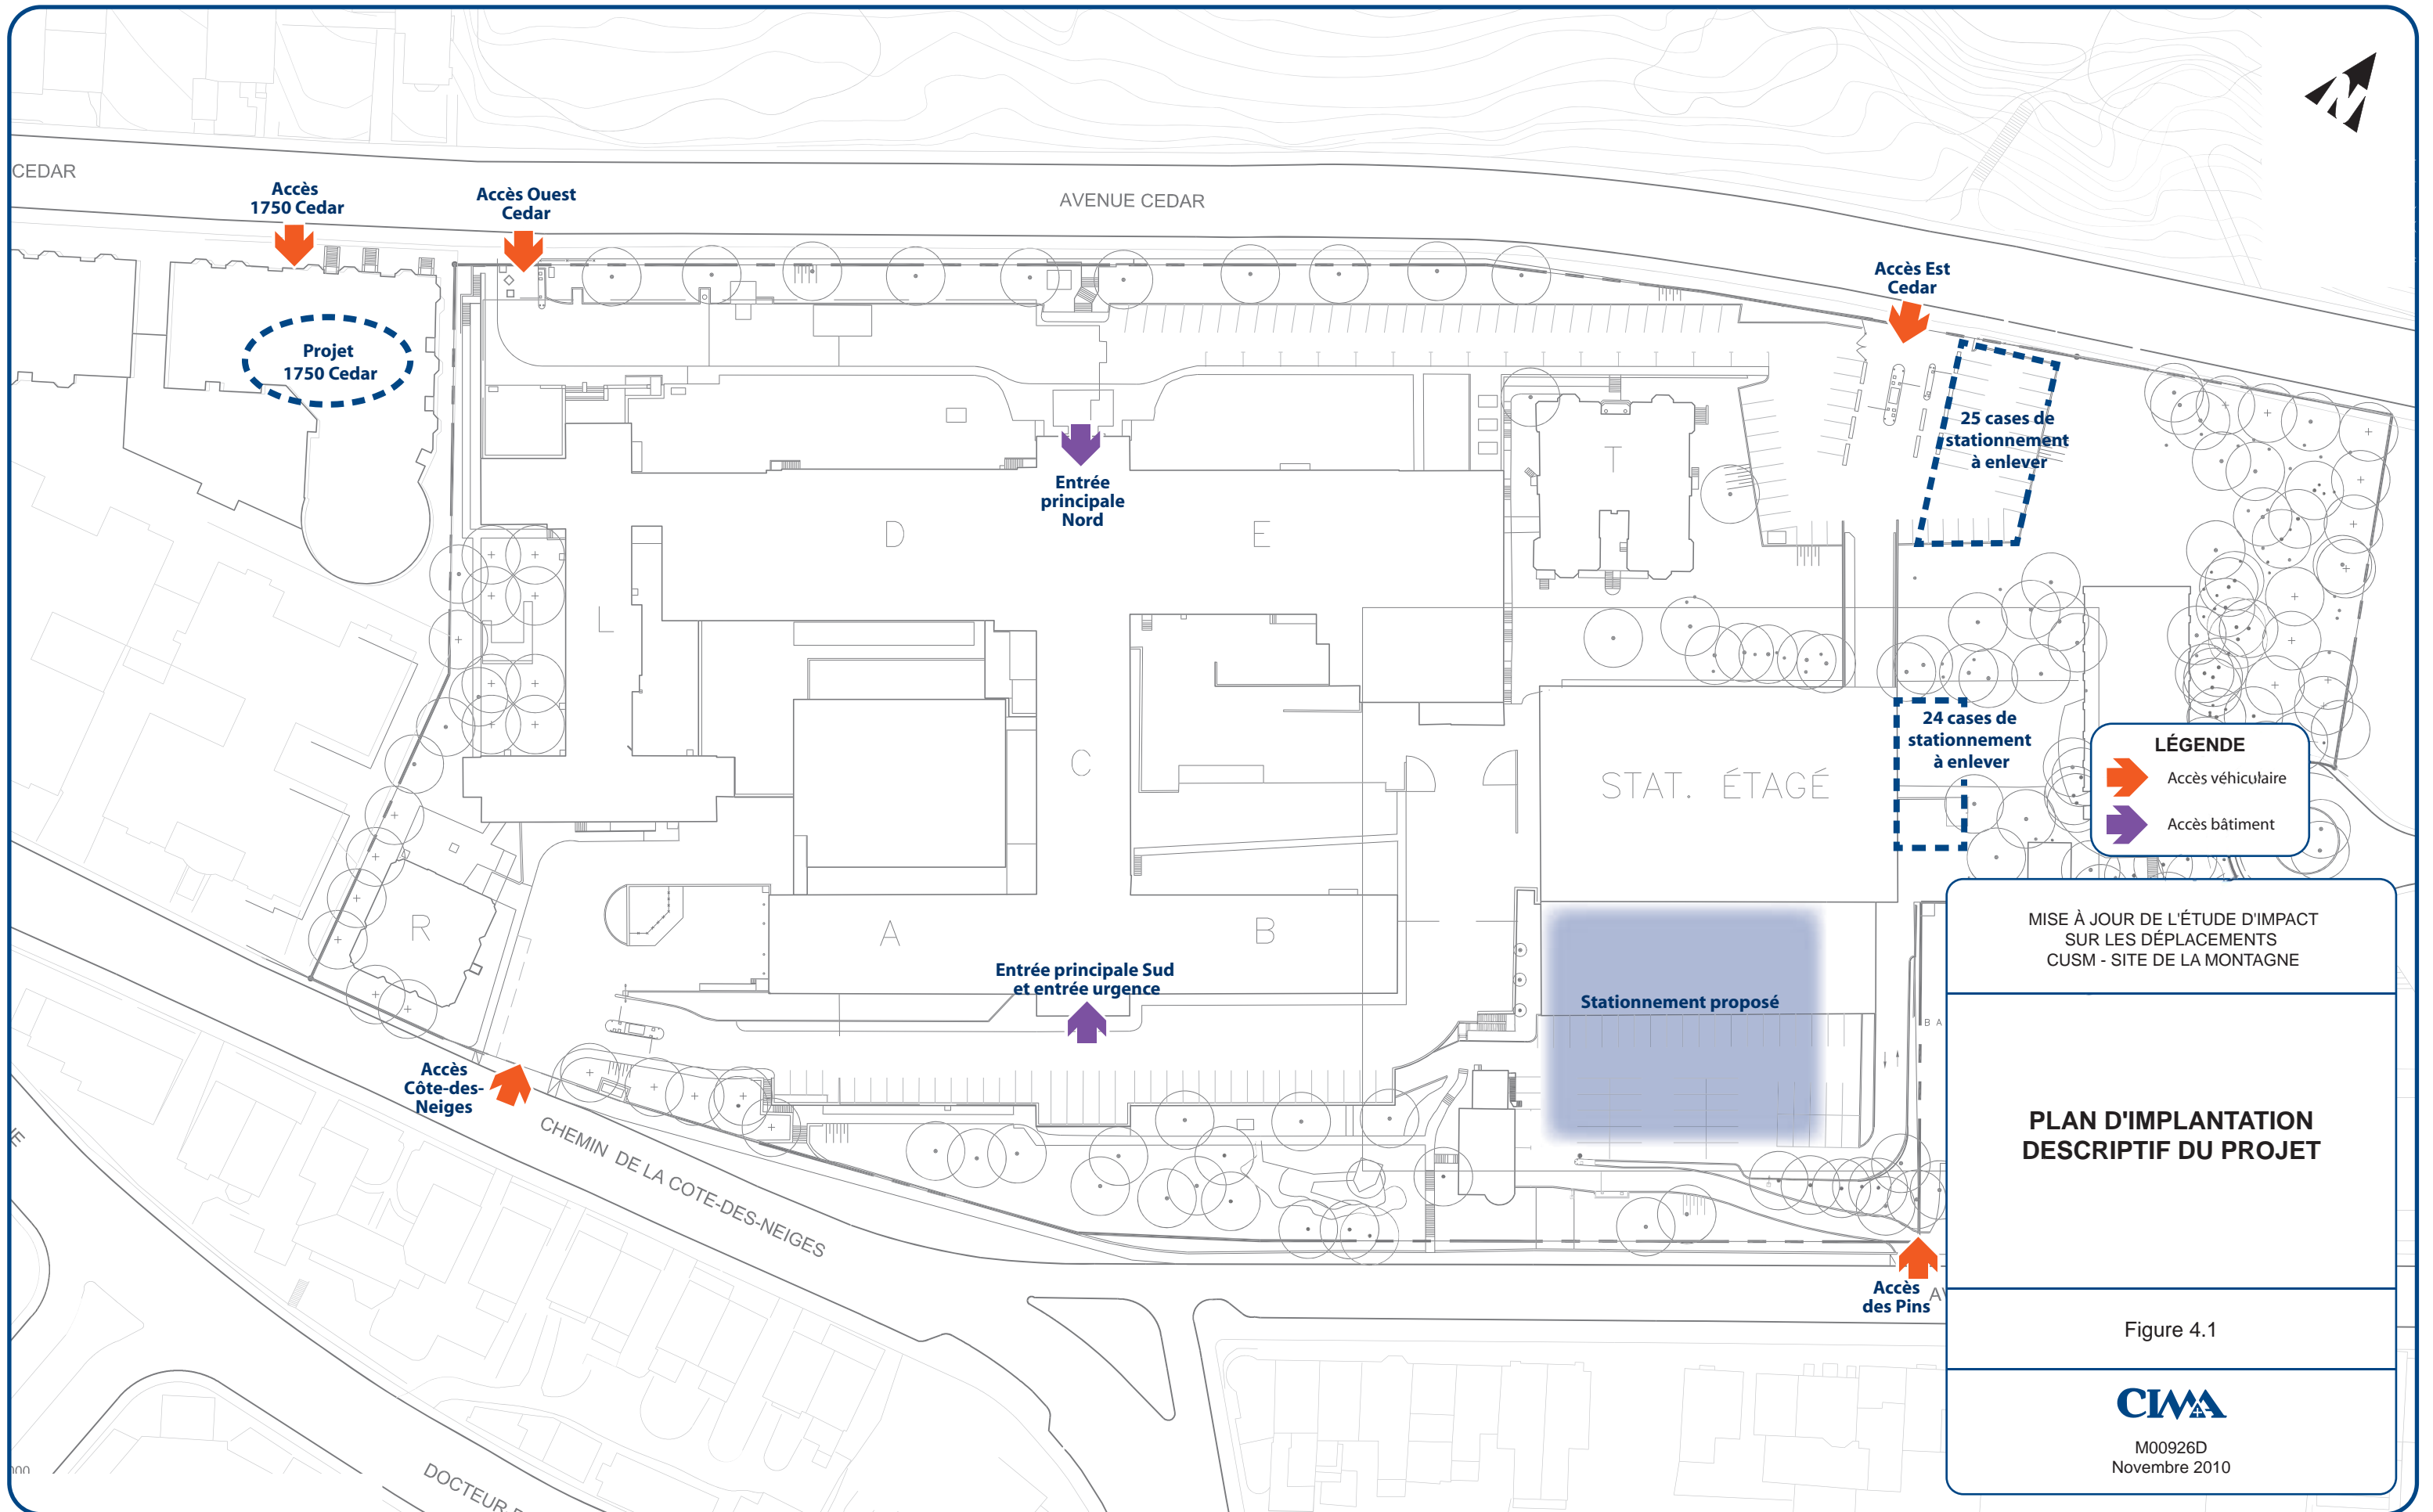 CEDAR
Accès
1750 Cedar
Accès Ouest
Cedar
AVENUE CEDAR
Accès Est
Cedar
Projet
1750 Cedar
25 cases de
stationnement
à enlever
Entrée
principale
Nord
D
E
T
L
C
24 cases de
stationnement
à enlever
STAT. ÉTAGÉ
LÉGENDE
Accès véhiculaire
Accès bâtiment
R
A
B
Entrée principale Sud
et entrée urgence
Stationnement proposé
B A
Accès
Côte-des-
Neiges
CHEMIN DE LA COTE-DES-NEIGES
Accès
des Pins
DOCTEUR
MISE À JOUR DE L'ÉTUDE D'IMPACT
SUR LES DÉPLACEMENTS
CUSM - SITE DE LA MONTAGNE
PLAN D'IMPLANTATION
DESCRIPTIF DU PROJET
Figure 4.1
CIMA+
M00926D
Novembre 2010